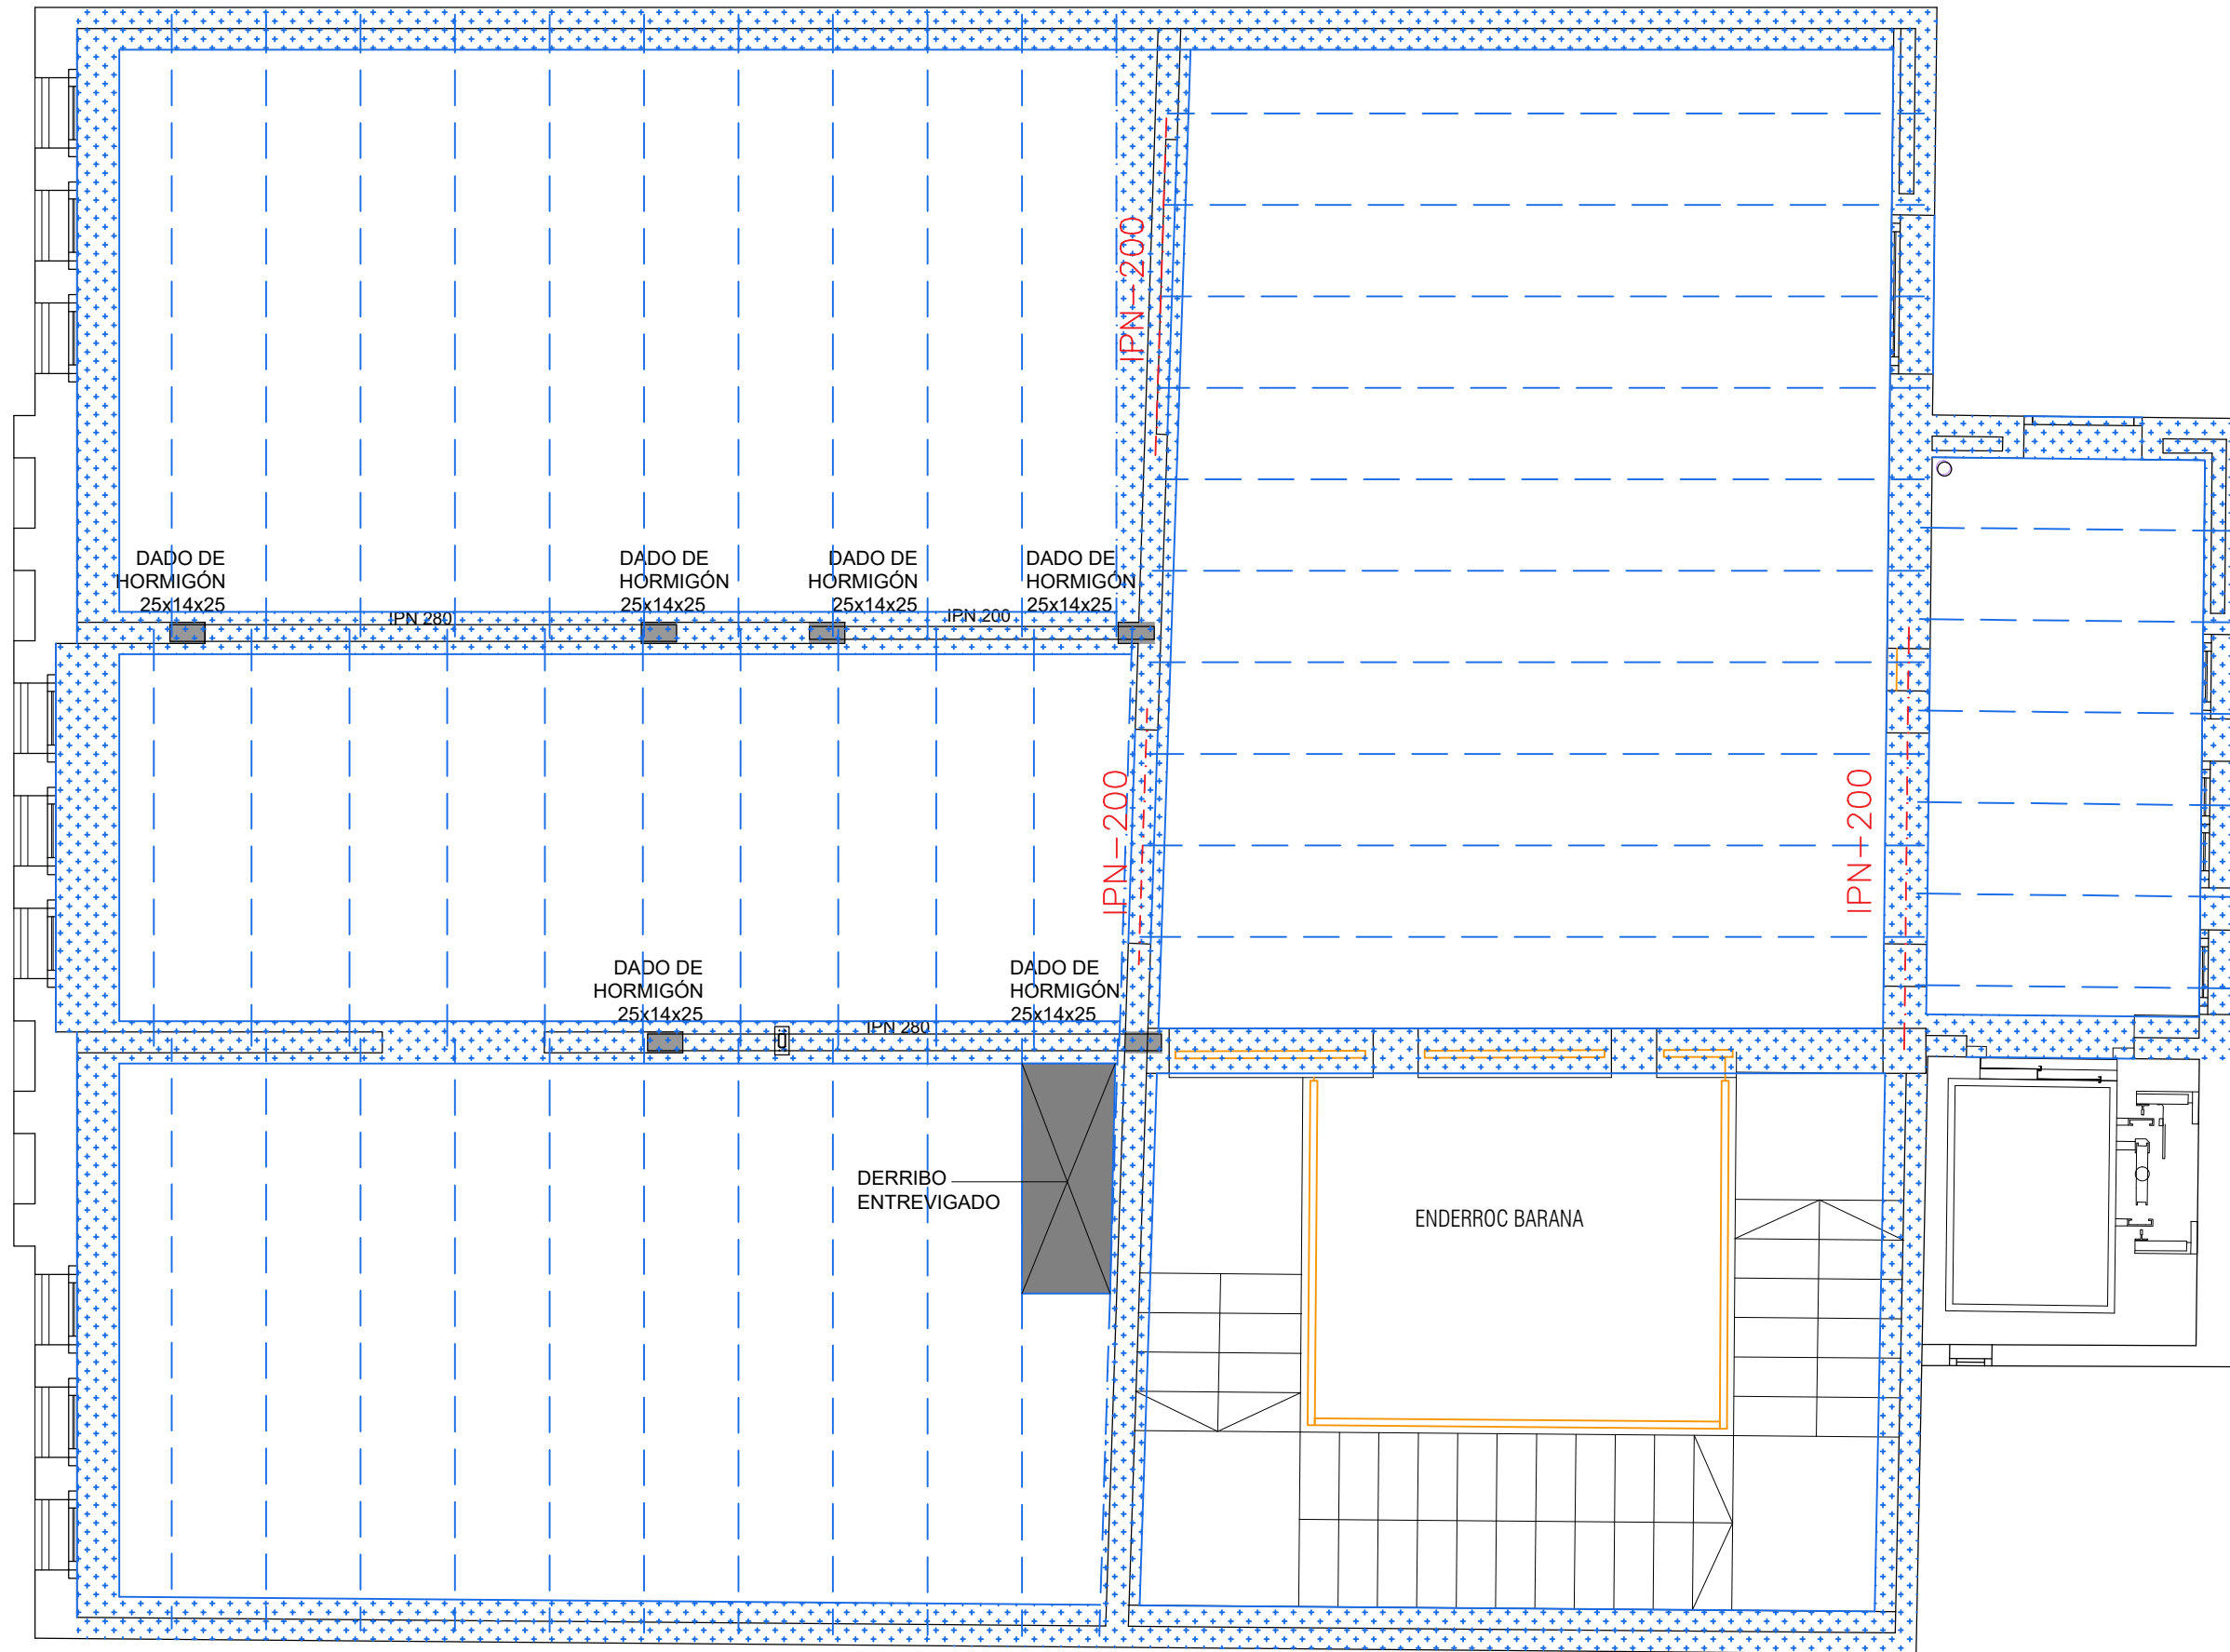 IPN-200
DADO DE
HORMIGÓN
25x14x25
DADO DE
HORMIGÓN
25x14x25
DADO DE
HORMIGÓN
25x14x25
DADO DE
HORMIGÓN
25x14x25
IPN 280
IPN 200
IPN-200
IPN-200
DADO DE
HORMIGÓN
25x14x25
DADO DE
HORMIGÓN
25x14x25
IPN 280
DERRIBO
ENTREVIGADO
ENDERROC BARANA